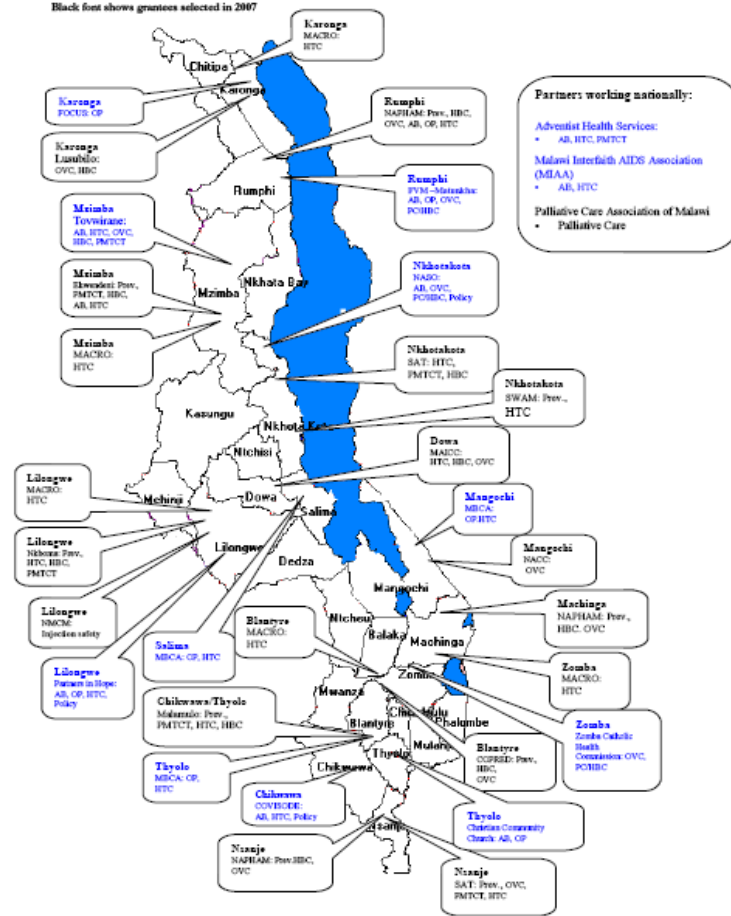 Black font shows grantees selected in 2007
Karonga
MACRO:
HTC
Chitipa
Karonga
Karonga
FOCUS: OP
Karonga
Lusubilo:
OVC, HBC
Rumphi
NAPHAM: Prev., HBC,
OVC, AB, OP, HTC
Partners working nationally:
Adventist Health Services:
• AB, HTC, PMTCT
Malawi Interfaith AIDS Association
(MIAA)
• AB, HTC
Palliative Care Association of Malawi
• Palliative Care
Rumphi
Rumphi
FVM –Matunkha:
AB, OP, OVC,
PC/HBC
Mzimba
Tovwirane:
AB, HTC, OVC,
HBC, PMTCT
Mzimba
Ekwendeni: Prev.,
PMTCT, HBC,
AB, HTC
Mzimba
Nkhata Bay
Nkhotakota
NASO:
AB, OVC,
PC/HBC, Policy
Mzimba
MACRO:
HTC
Nkhotakota
SAT: HTC,
PMTCT, HBC
Nkhotakota
SWAM: Prev.,
HTC
Kasungu
Nkhota Kota
Ntchisi
Dowa
MAICC:
HTC, HBC, OVC
Lilongwe
MACRO:
HTC
Mchinji
Dowa
Salima
Mangochi
MBCA:
OP,HTC
Lilongwe
Nkhoma: Prev.,
HTC, HBC,
PMTCT
Lilongwe
Dedza
Mangochi
NACC:
OVC
Mangochi
Lilongwe
NMCM:
Injection safety
Machinga
NAPHAM: Prev.,
HBC, OVC
Ntcheu
Balaka
Machinga
Blantyre
MACRO:
HTC
Salima
MBCA: OP, HTC
Lilongwe
Partners in Hope:
AB, OP, HTC,
Policy
Zomba
MACRO:
HTC
Zomba
Mwanza
Chikwawa/Thyolo
Malamulo: Prev.,
PMTCT, HTC, HBC
Blantyre
Phalombe
Zomba
Zomba Catholic
Health
Commission: OVC,
PC/HBC
Thyolo
Mulanje
Blantyre
COPRED: Prev.,
HBC,
OVC
Thyolo
MBCA: OP,
HTC
Chikwawa
Chikwawa
COVISODE:
AB, HTC, Policy
Thyolo
Christian Community
Church: AB, OP
Nsanje
Nsanje
NAPHAM: Prev.HBC,
OVC
Nsanje
SAT: Prev., OVC,
PMTCT, HTC